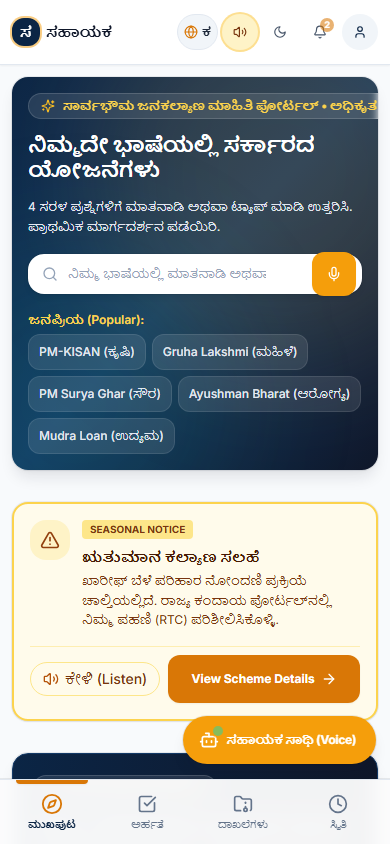 ಸ ಸಹಾಯಕ ಕ 2
ಸಾರ್ವಭೌಮ ಜನಕಲ್ಯಾಣ ಮಾಹಿತಿ ಪೋರ್ಟಲ್ • ಅಧಿಕೃತ
ನಿಮ್ಮದೇ ಭಾಷೆಯಲ್ಲಿ ಸರ್ಕಾರದ
ಯೋಜನೆಗಳು
4 ಸರಳ ಪ್ರಶ್ನೆಗಳಿಗೆ ಮಾತನಾಡಿ ಅಥವಾ ಟ್ಯಾಪ್ ಮಾಡಿ ಉತ್ತರಿಸಿ.
ಪ್ರಾಥಮಿಕ ಮಾರ್ಗದರ್ಶನ ಪಡೆಯಿರಿ.
ನಿಮ್ಮ ಭಾಷೆಯಲ್ಲಿ ಮಾತನಾಡಿ ಅಥವಾ
ಜನಪ್ರಿಯ (Popular):
PM-KISAN (ಕೃಷಿ) Gruha Lakshmi (ಮಹಿಳೆ)
PM Surya Ghar (ಸೌರ) Ayushman Bharat (ಆರೋಗ್ಯ)
Mudra Loan (ಉದ್ಯಮ)
SEASONAL NOTICE
ಋತುಮಾನ ಕಲ್ಯಾಣ ಸಲಹೆ
ಖಾರೀಫ್ ಬೆಳೆ ಪರಿಹಾರ ನೋಂದಣಿ ಪ್ರಕ್ರಿಯೆ
ಚಾಲ್ತಿಯಲ್ಲಿದೆ. ರಾಜ್ಯ ಕಂದಾಯ ಪೋರ್ಟಲ್‌ನಲ್ಲಿ
ನಿಮ್ಮ ಪಹಣಿ (RTC) ಪರಿಶೀಲಿಸಿಕೊಳ್ಳಿ.
ಕೇಳಿ (Listen) View Scheme Details
ಸಹಾಯಕ ಸಾಥಿ (Voice)
ಮುಖಪುಟ ಅರ್ಹತೆ ದಾಖಲೆಗಳು ಸ್ಥಿತಿ